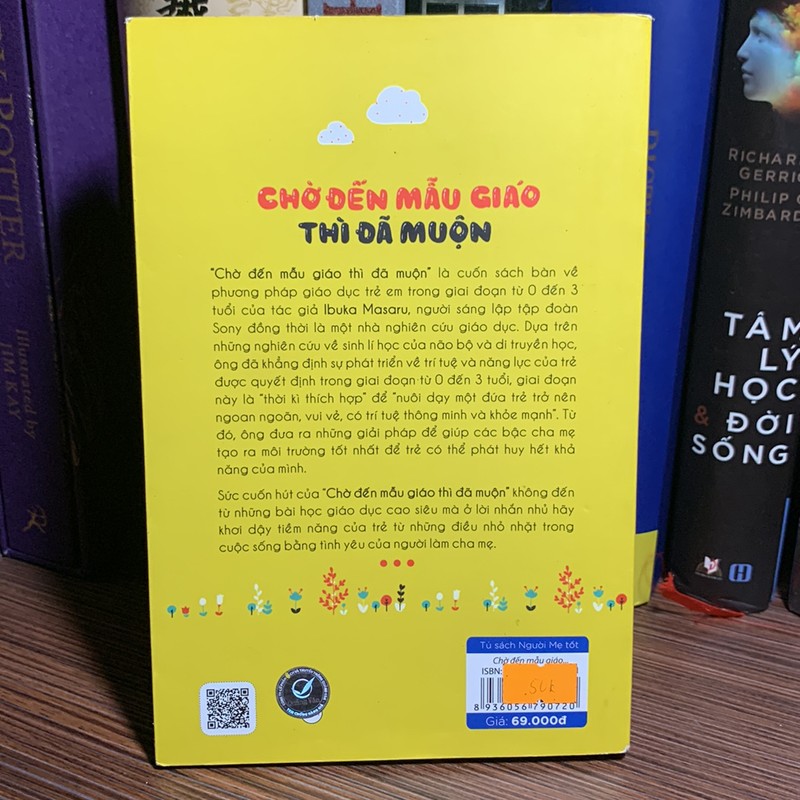 CHỜ ĐẾN MẪU GIÁO
THÌ ĐÃ MUỘN
"Chờ đến mẫu giáo thì đã muộn" là cuốn sách bàn về
phương pháp giáo dục trẻ em trong giai đoạn từ 0 đến 3
tuổi của tác giả Ibuka Masaru, người sáng lập tập đoàn
Sony đồng thời là một nhà nghiên cứu giáo dục. Dựa trên
những nghiên cứu về sinh lí học của não bộ và di truyền học,
ông đã khẳng định sự phát triển về trí tuệ và năng lực của trẻ
được quyết định trong giai đoạn từ 0 đến 3 tuổi, giai đoạn
này là "thời kì thích hợp" để "nuôi dạy một đứa trẻ trở nên
ngoan ngoãn, vui vẻ, có trí tuệ thông minh và khỏe mạnh". Từ
đó, ông đưa ra những giải pháp để giúp các bậc cha mẹ
tạo ra môi trường tốt nhất để trẻ có thể phát huy hết khả
năng của mình.
Sức cuốn hút của "Chờ đến mẫu giáo thì đã muộn" không đến
từ những bài học giáo dục cao siêu mà ở lời nhắn nhủ hãy
khơi dậy tiềm năng của trẻ từ những điều nhỏ nhặt trong
cuộc sống bằng tình yêu của người làm cha mẹ.
Tủ sách Người Mẹ tốt
Chờ đến mẫu giáo...
ISBN:
8 936056 790720
Giá: 69.000đ
POTTER
Illustrated by
JIM KAY
RICHAR
GERRIG
PHILIP G
ZIMBARD
TÂM
LÝ
HỌC
& ĐỜI
SỐNG